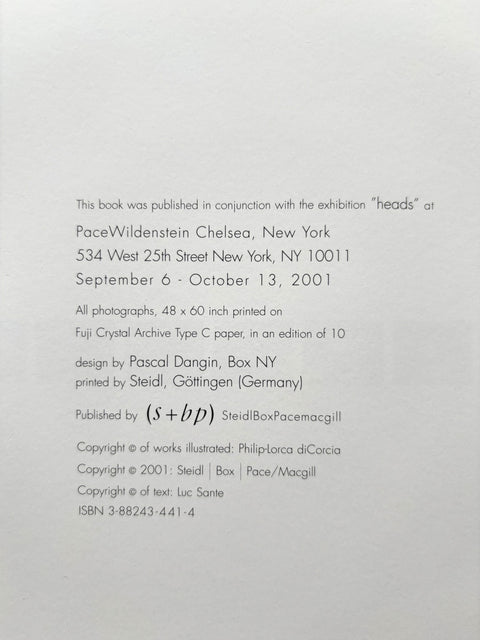 This book was published in conjunction with the exhibition "heads" at
PaceWildenstein Chelsea, New York
534 West 25th Street New York, NY 10011
September 6 - October 13, 2001
All photographs, 48 x 60 inch printed on
Fuji Crystal Archive Type C paper, in an edition of 10
design by Pascal Dangin, Box NY
printed by Steidl, Göttingen (Germany)
Published by (s+bp) SteidlBoxPacemacgill
Copyright © of works illustrated: Philip-Lorca diCorcia
Copyright © 2001: Steidl | Box | Pace/Macgill
Copyright © of text: Luc Sante
ISBN 3-88243-441-4